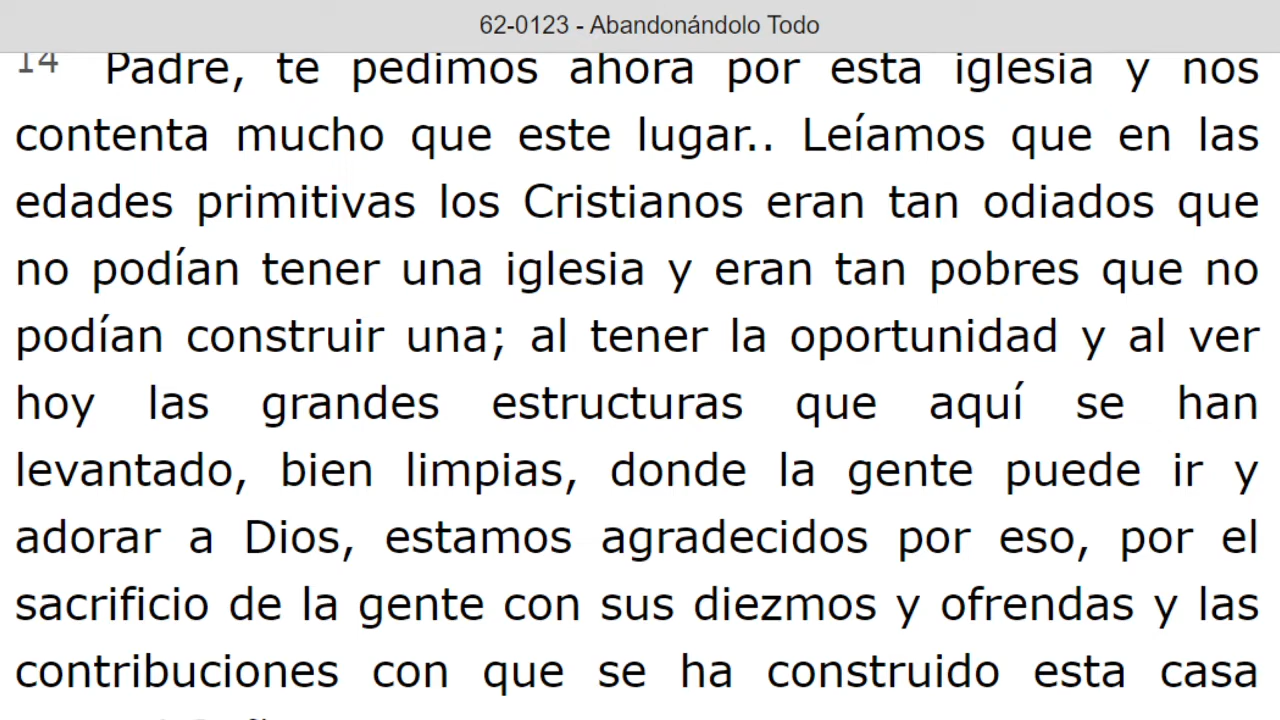 62-0123 - Abandonándolo Todo
14 Padre, te pedimos ahora por esta iglesia y nos
contenta mucho que este lugar.. Leíamos que en las
edades primitivas los Cristianos eran tan odiados que
no podían tener una iglesia y eran tan pobres que no
podían construir una; al tener la oportunidad y al ver
hoy las grandes estructuras que aquí se han
levantado, bien limpias, donde la gente puede ir y
adorar a Dios, estamos agradecidos por eso, por el
sacrificio de la gente con sus diezmos y ofrendas y las
contribuciones con que se ha construido esta casa